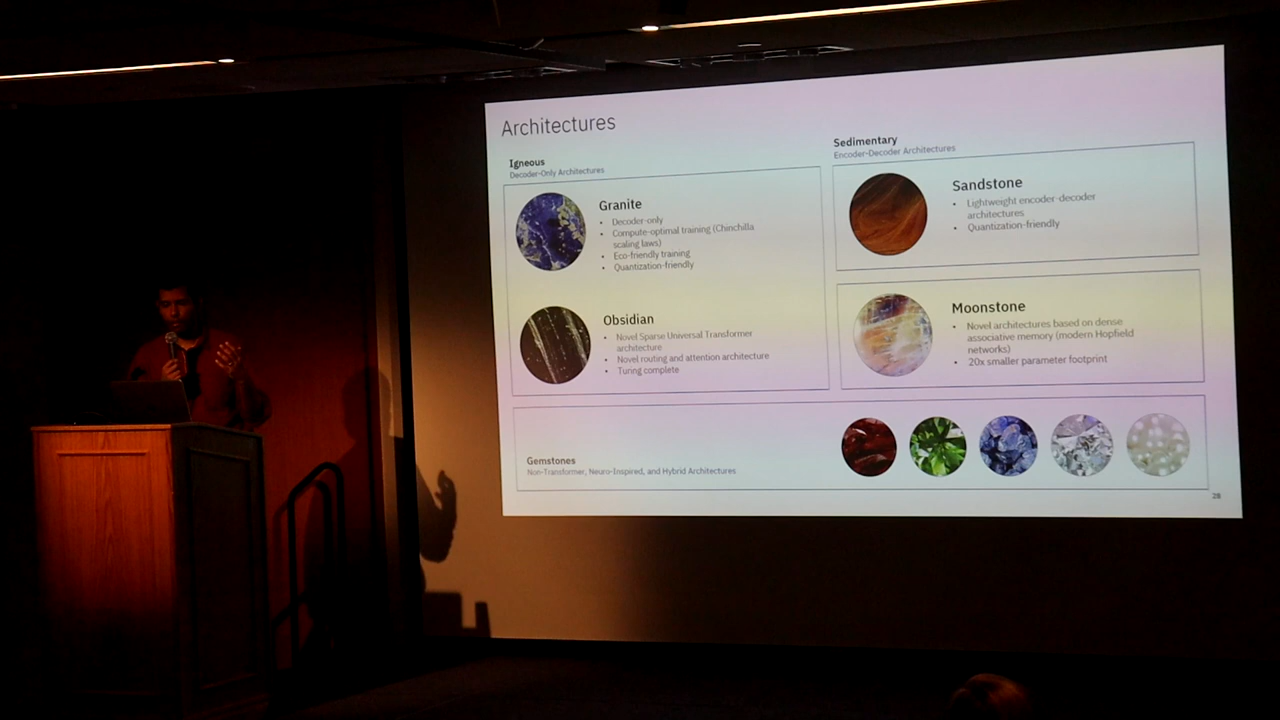 Architectures
Igneous
Decoder-Only Architectures
Granite
• Decoder-only
• Compute-optimal training (Chinchilla
scaling laws)
• Eco-friendly training
• Quantization-friendly
Obsidian
• Novel Sparse Universal Transformer
architecture
• Novel routing and attention architecture
• Turing complete
Sedimentary
Encoder-Decoder Architectures
Sandstone
• Lightweight encoder-decoder
architectures
• Quantization-friendly
Moonstone
• Novel architectures based on dense
associative memory (modern Hopfield
networks)
• 20x smaller parameter footprint
Gemstones
Non-Transformer, Neuro-Inspired, and Hybrid Architectures
28